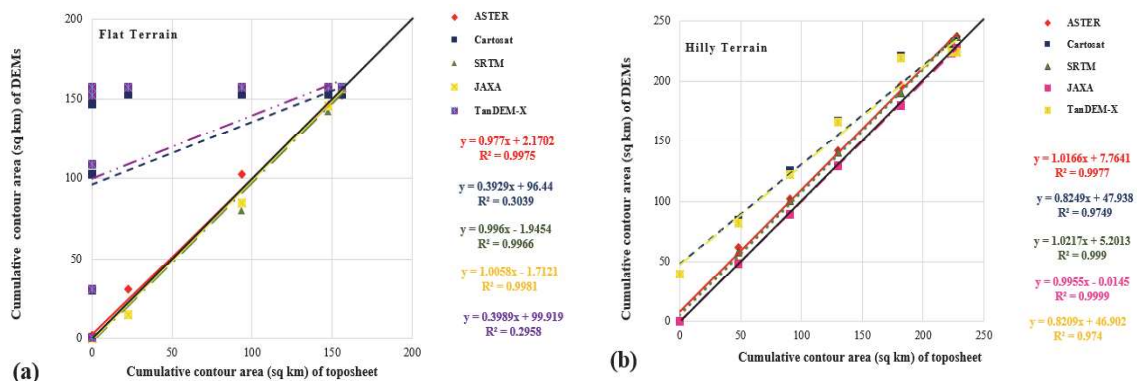 Flat Terrain
Cumulative contour area (sq km) of DEMs
200
150
100
50
0
0
50
100
150
200
Cumulative contour area (sq km) of toposheet
(a)
ASTER
Cartosat
SRTM
JAXA
TanDEM-X
y = 0.977x + 2.1702
R² = 0.9975
y = 0.3929x + 96.44
R² = 0.3039
y = 0.996x - 1.9454
R² = 0.9966
y = 1.0058x - 1.7121
R² = 0.9981
y = 0.3989x + 99.919
R² = 0.2958
Hilly Terrain
Cumulative contour area (sq km) of DEMs
250
200
150
100
50
0
0
50
100
150
200
250
Cumulative contour area (sq km) of toposheet
(b)
ASTER
Cartosat
SRTM
JAXA
TanDEM-X
y = 1.0166x + 7.7641
R² = 0.9977
y = 0.8249x + 47.938
R² = 0.9749
y = 1.0217x + 5.2013
R² = 0.999
y = 0.9955x - 0.0145
R² = 0.9999
y = 0.8209x + 46.902
R² = 0.974